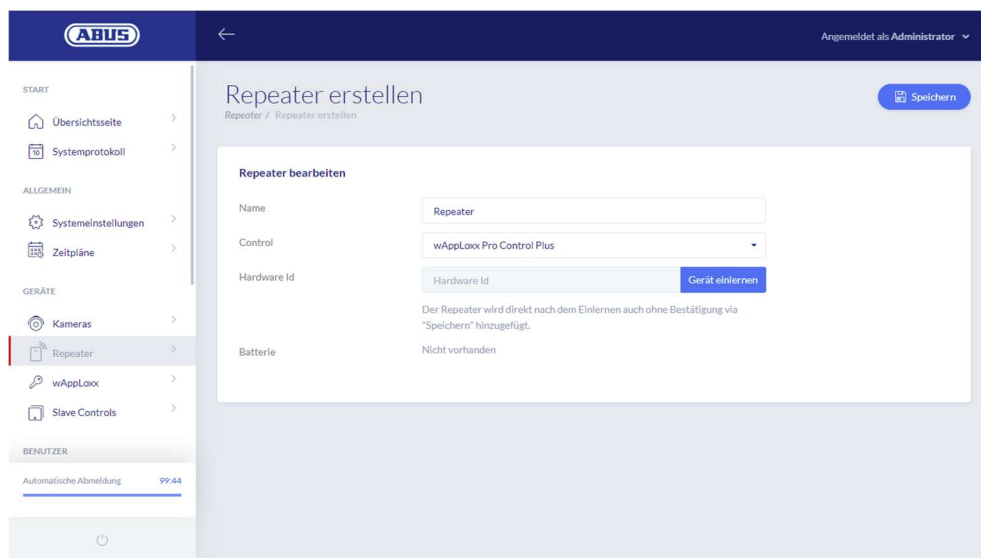 ABUS
Angemeldet als Administrator
START
Übersichtsseite
10
Systemprotokoll
ALLGEMEIN
Systemeinstellungen
Zeitpläne
GERÄTE
Kameras
Repeater
wAppLoxx
Slave Controls
BENUTZER
Automatische Abmeldung 99:44
Repeater erstellen
Repeater / Repeater erstellen
Speichern
Repeater bearbeiten
Name
Repeater
Control
wAppLoxx Pro Control Plus
Hardware Id
Hardware Id
Gerät einlernen
Der Repeater wird direkt nach dem Einlernen auch ohne Bestätigung via
"Speichern" hinzugefügt.
Batterie
Nicht vorhanden